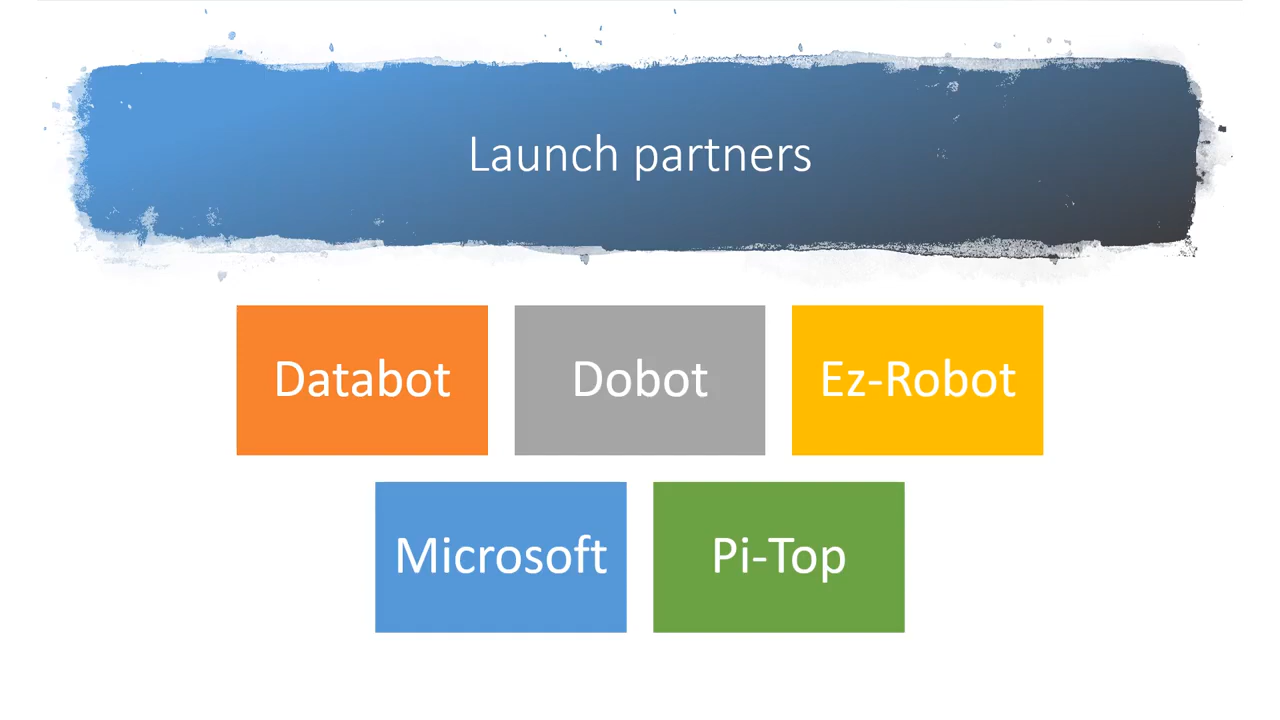 Launch partners
Databot
Dobot
Ez-Robot
Microsoft
Pi-Top